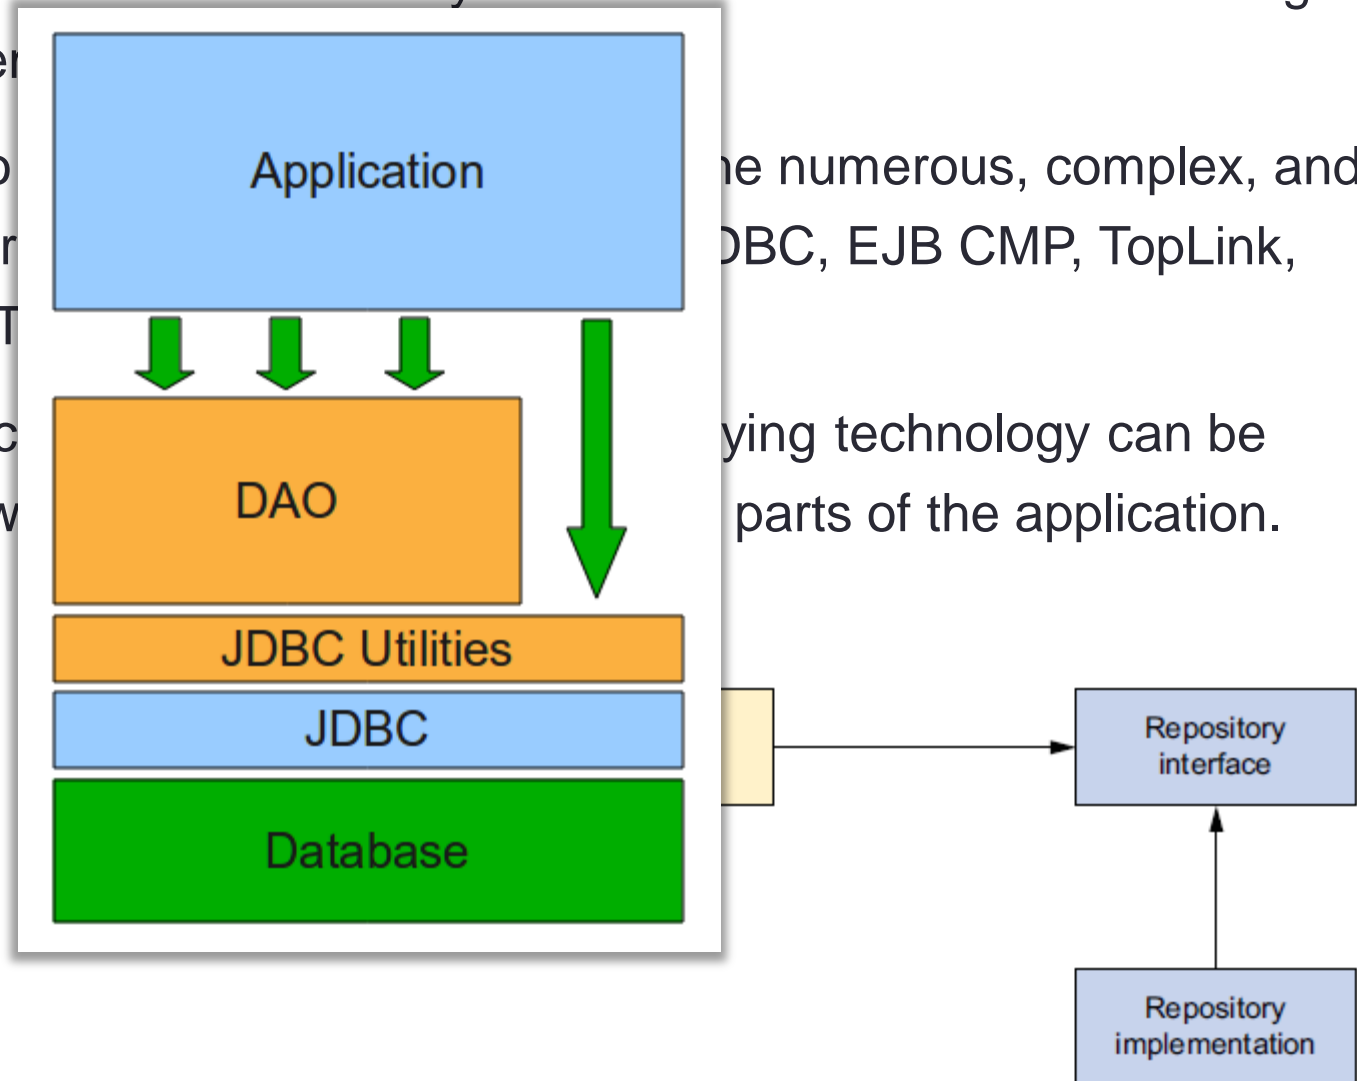 he numerous, complex, and
DBC, EJB CMP, TopLink,
ying technology can be
parts of the application.
Application
DAO
JDBC Utilities
JDBC
Database
Repository
interface
Repository
implementation